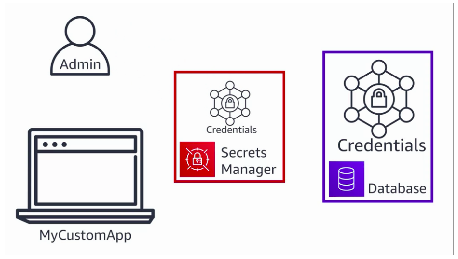 Admin
MyCustomApp
Credentials
Secrets
Manager
Credentials
Database